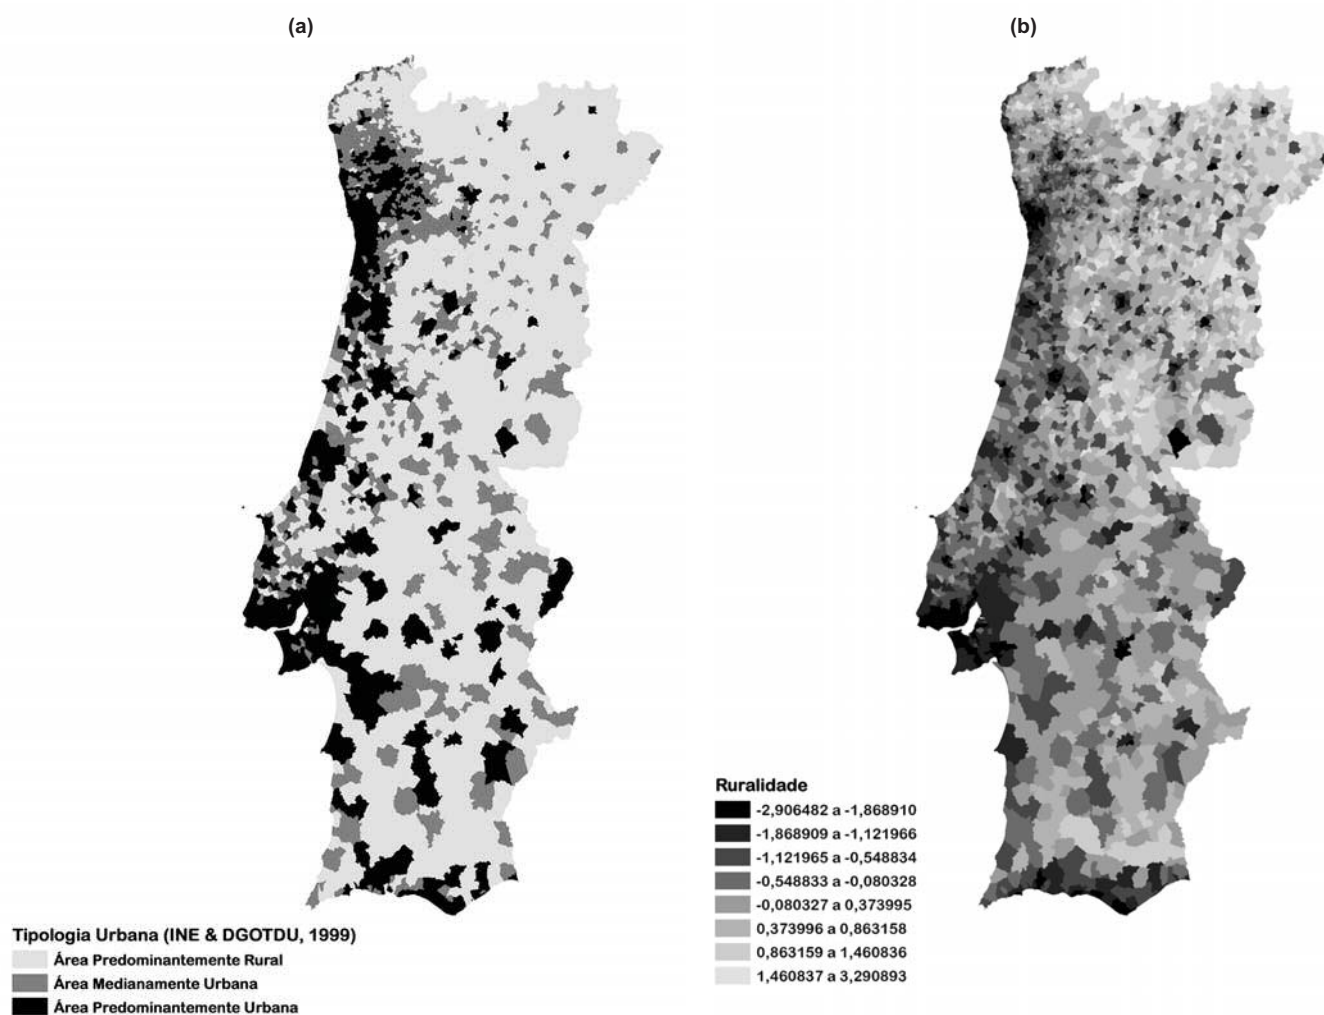 (a)
(b)
Tipologia Urbana (INE & DGOTDU, 1999)
Área Predominantemente Rural
Área Medianamente Urbana
Área Predominantemente Urbana
Ruralidade
-2,906482 a -1,868910
-1,868909 a -1,121966
-1,121965 a -0,548834
-0,548833 a -0,080328
-0,080327 a 0,373995
0,373996 a 0,863158
0,863159 a 1,460836
1,460837 a 3,290893